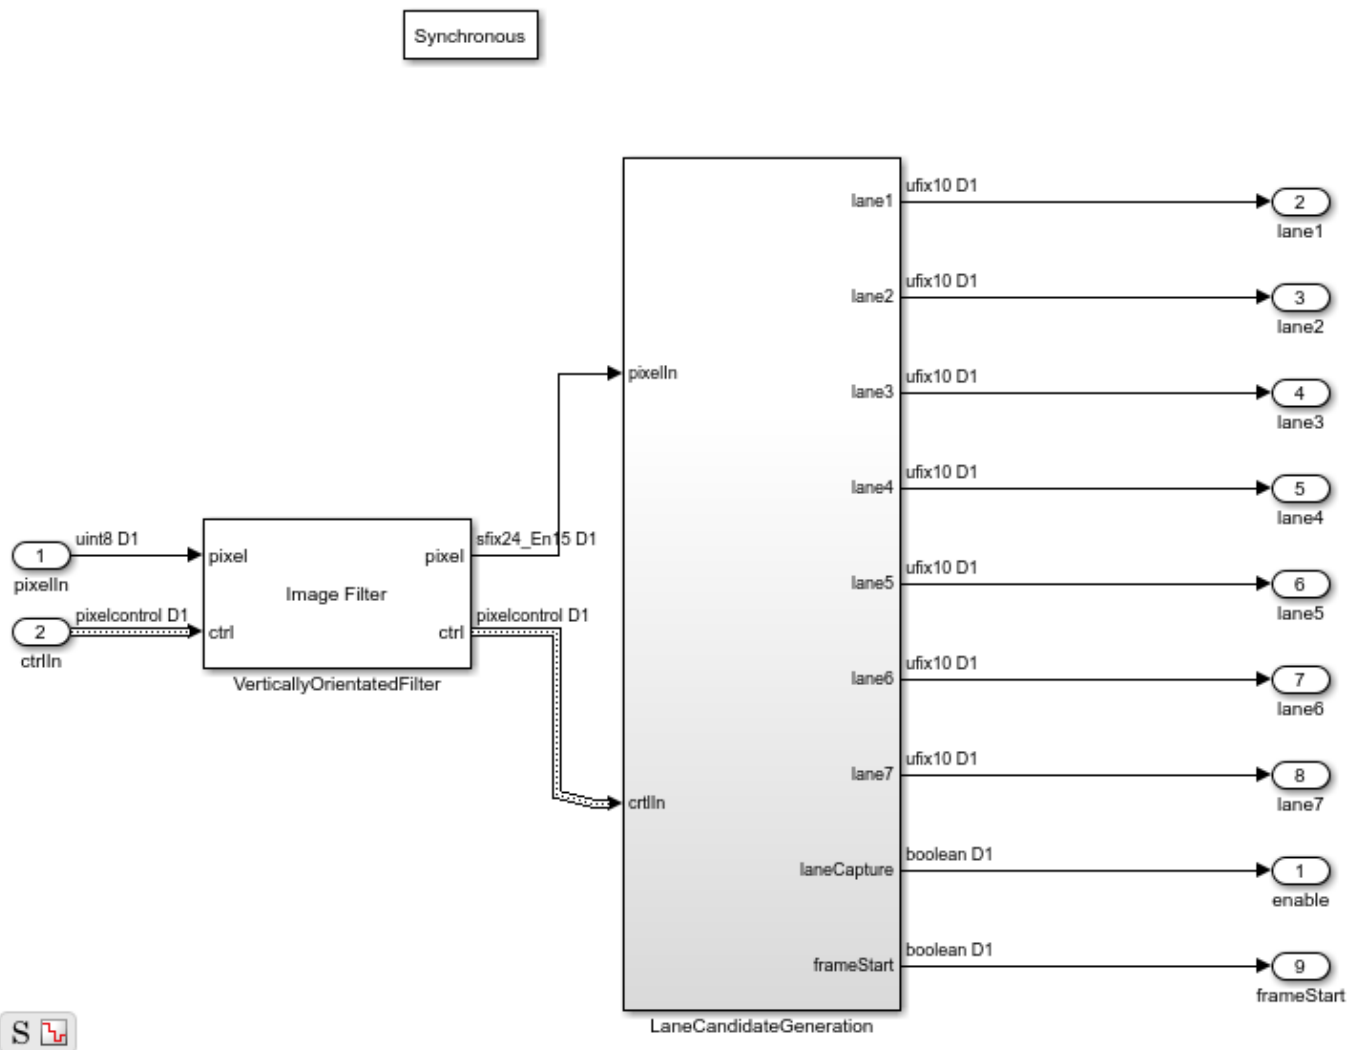 Synchronous
lane1
ufix10 D1
2
lane1
lane2
ufix10 D1
3
lane2
pixelIn
lane3
ufix10 D1
4
lane3
lane4
ufix10 D1
5
lane4
1
pixelIn
uint8 D1
pixel
Image Filter
pixel
sfix24_En15 D1
2
ctrlIn
pixelcontrol D1
ctrl
ctrl
pixelcontrol D1
VerticallyOrientatedFilter
lane5
ufix10 D1
6
lane5
lane6
ufix10 D1
7
lane6
lane7
ufix10 D1
8
lane7
crtlIn
laneCapture
boolean D1
1
enable
frameStart
boolean D1
9
frameStart
LaneCandidateGeneration
S